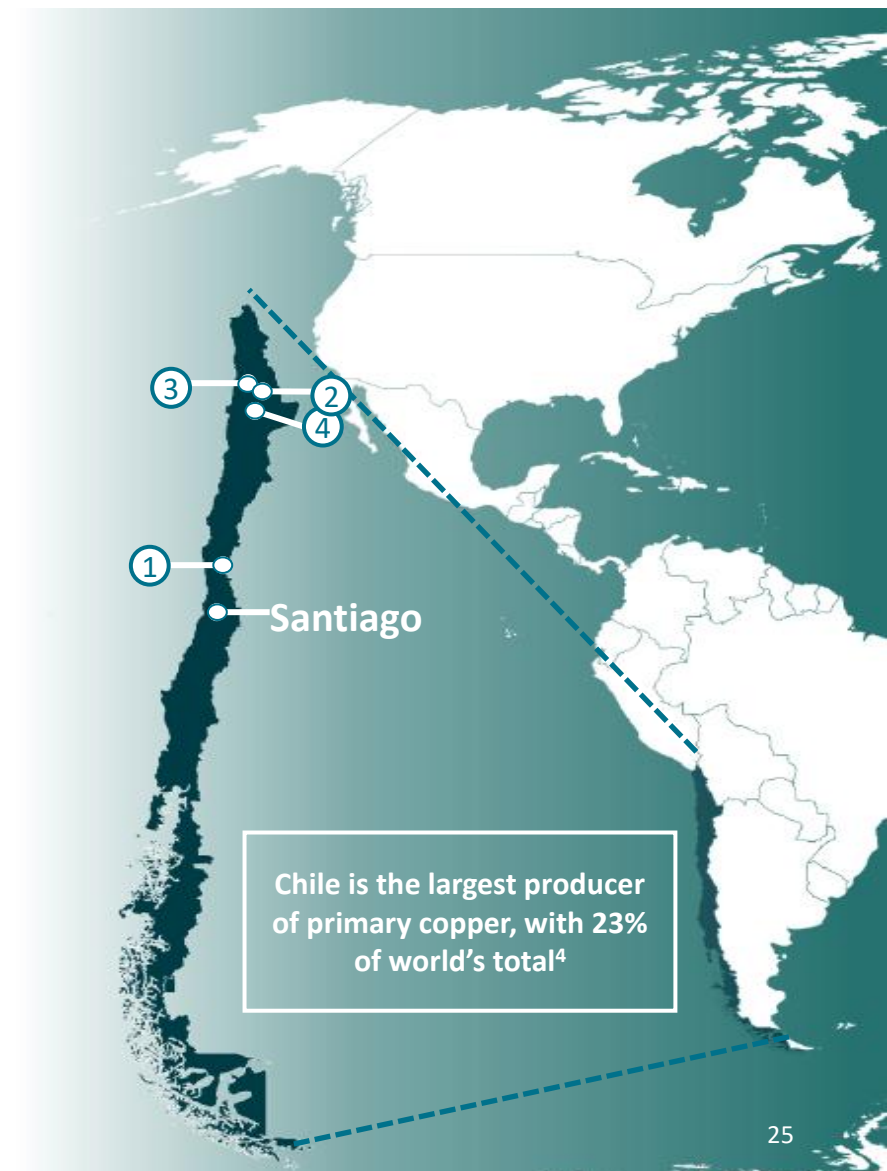 3
2
4
1
Santiago
Chile is the largest producer
of primary copper, with 23%
of world's total⁴
25